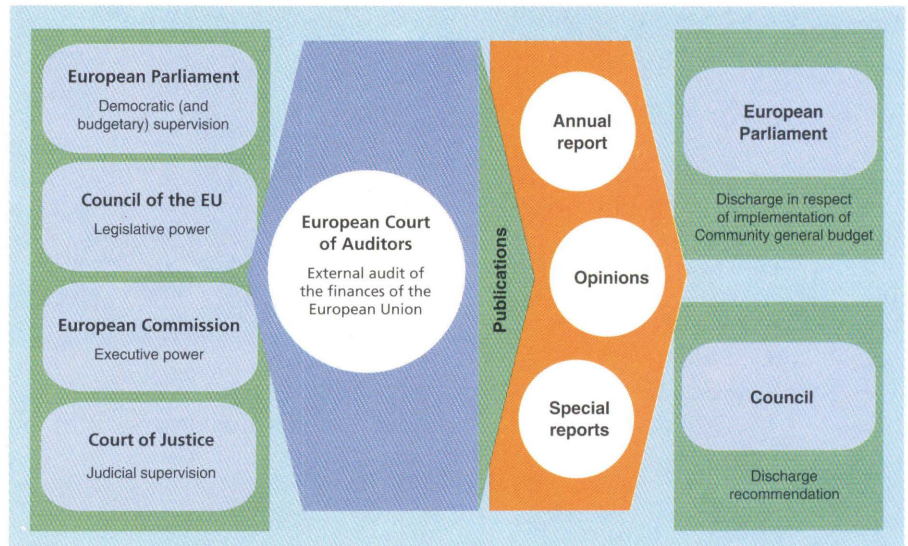 European Parliament
Democratic (and
budgetary) supervision
Council of the EU
Legislative power
European Commission
Executive power
Court of Justice
Judicial supervision
European Court
of Auditors
External audit of
the finances of the
European Union
Publications
Annual
report
Opinions
Special
reports
European
Parliament
Discharge in respect
of implementation of
Community general budget
Council
Discharge
recommendation